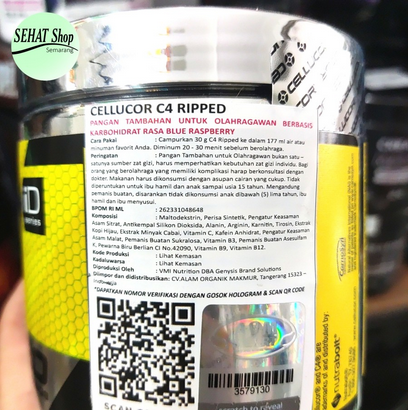 SEHAT Shop
Semarang
CELLUCOR
CELLUCOR C4 RIPPED
PANGAN TAMBAHAN UNTUK OLAHRAGAWAN BERBASIS
KARBOHIDRAT RASA BLUE RASPBERRY
Cara Pakai : Campurkan 30 g C4 Ripped ke dalam 177 ml air atau
minuman favorit Anda. Diminum 20 - 30 menit sebelum berolahraga.
Peringatan : Pangan Tambahan untuk Olahragawan bukan satu-
satunya sumber zat gizi, harus memperhatikan kebutuhan zat gizi individu. Bagi
orang yang berolahraga yang memiliki komplikasi harap berkonsultasi dengan
dokter. Makanan harus dikonsumsi dengan asupan cairan yang cukup. Tidak
diperuntukan untuk ibu hamil dan anak sampai usia 15 tahun. Mengandung
pemanis buatan, disarankan tidak dikonsumsi anak dibawah (5) lima tahun, ibu
hamil dan ibu menyusui.
BPOM RI ML : 262331048648
Komposisi : Maltodekstrin, Perisa Sintetik, Pengatur Keasaman
Asam Sitrat, Antikempal Silikon Dioksida, Alanin, Arginin, Karnitin, Tirosin, Ekstrak
Kopi Hijau, Ekstrak Minyak Cabai, Vitamin C, Kafein Anhidrat, Pengatur Keasaman
Asam Malat, Pemanis Buatan Sukralosa, Vitamin B3, Pemanis Buatan Asesulfam
K, Pewarna Biru Berlian CI No.42090, Vitamin B9, Vitamin B12.
Kode Produksi : Lihat Kemasan
Kadaluwarsa : Lihat Kemasan
Diproduksi Oleh : VMI Nutrition DBA Genysis Brand Solutions
Diimpor dan didistribusikan: CV.ALAM ORGANIK MAKMUR, Tangerang 15323 –
Indonesia
*DAPATKAN NOMOR VERIFIKASI DENGAN GOSOK HOLOGRAM & SCAN QR CODE
3579130
scratch to reveal
nutrabolt